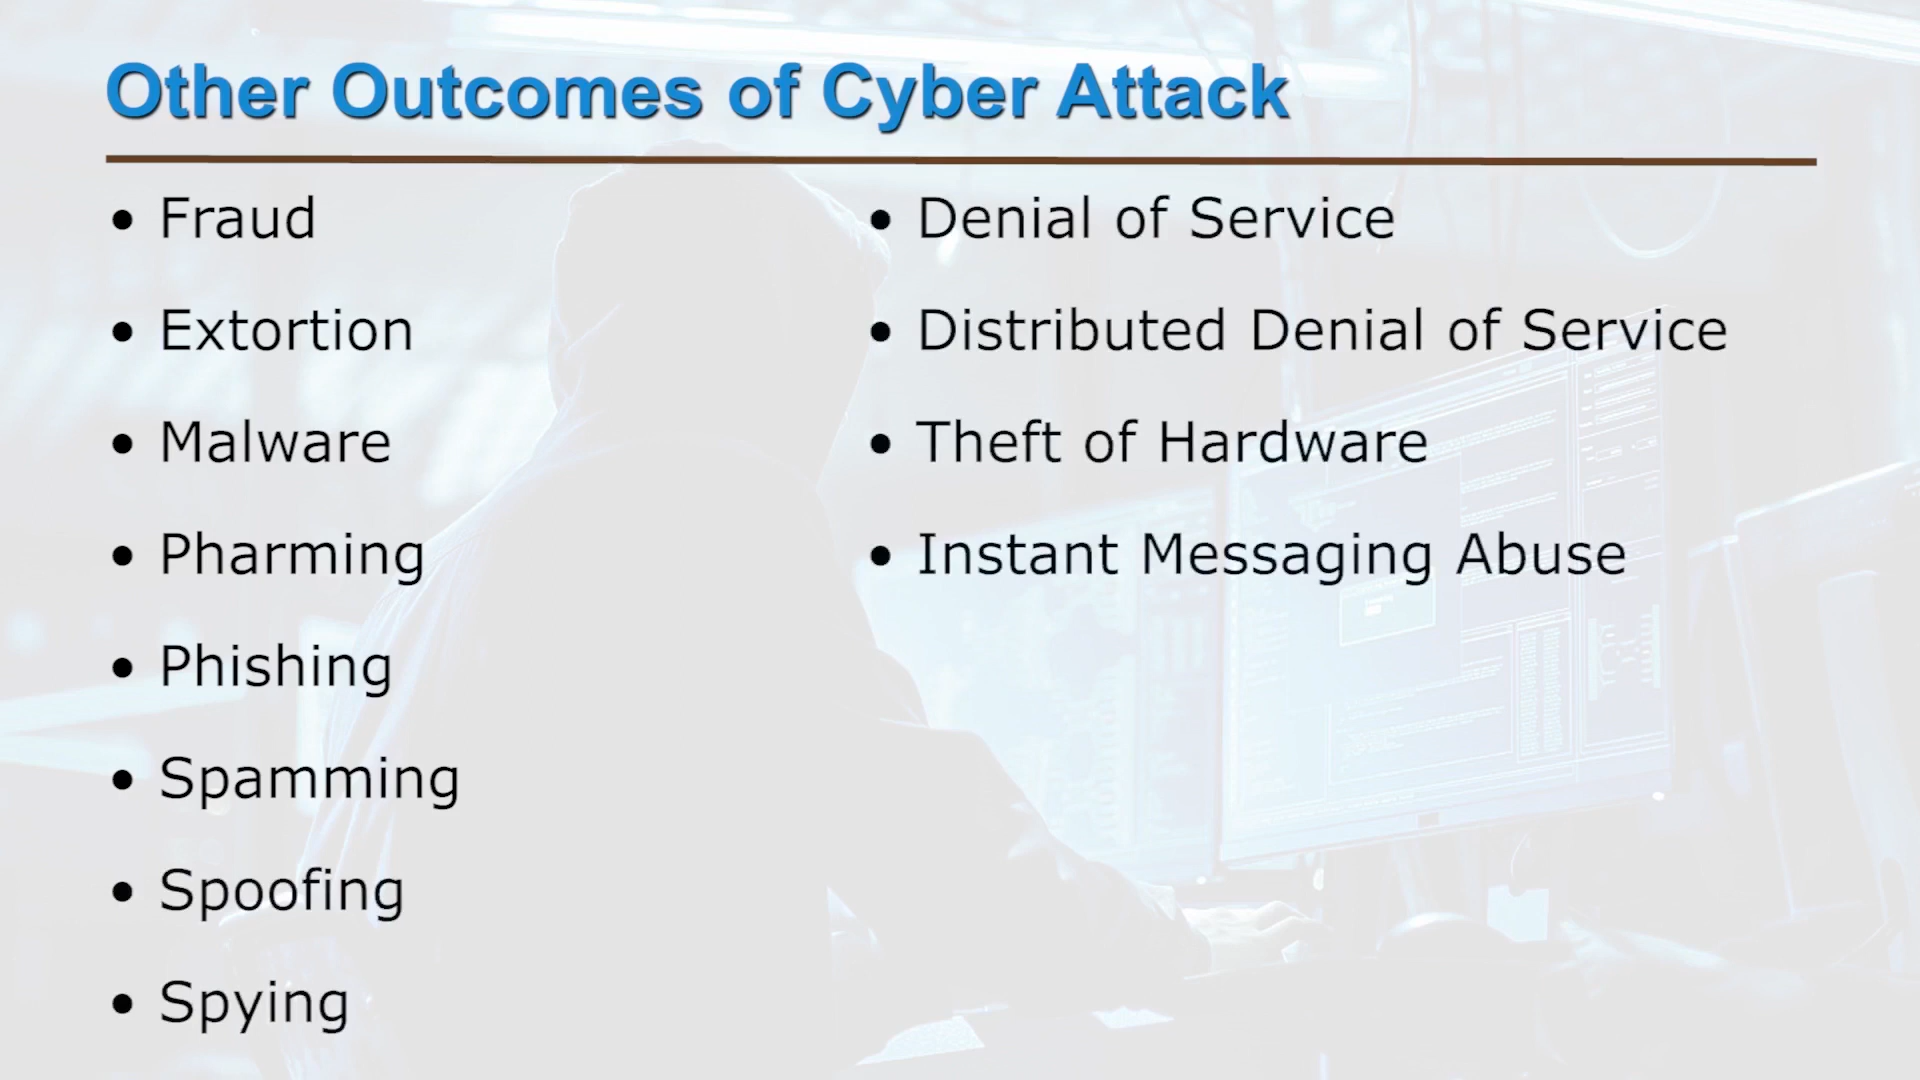 Other Outcomes of Cyber Attack
• Fraud
• Extortion
• Malware
• Pharming
• Phishing
• Spamming
• Spoofing
• Spying
• Denial of Service
• Distributed Denial of Service
• Theft of Hardware
• Instant Messaging Abuse